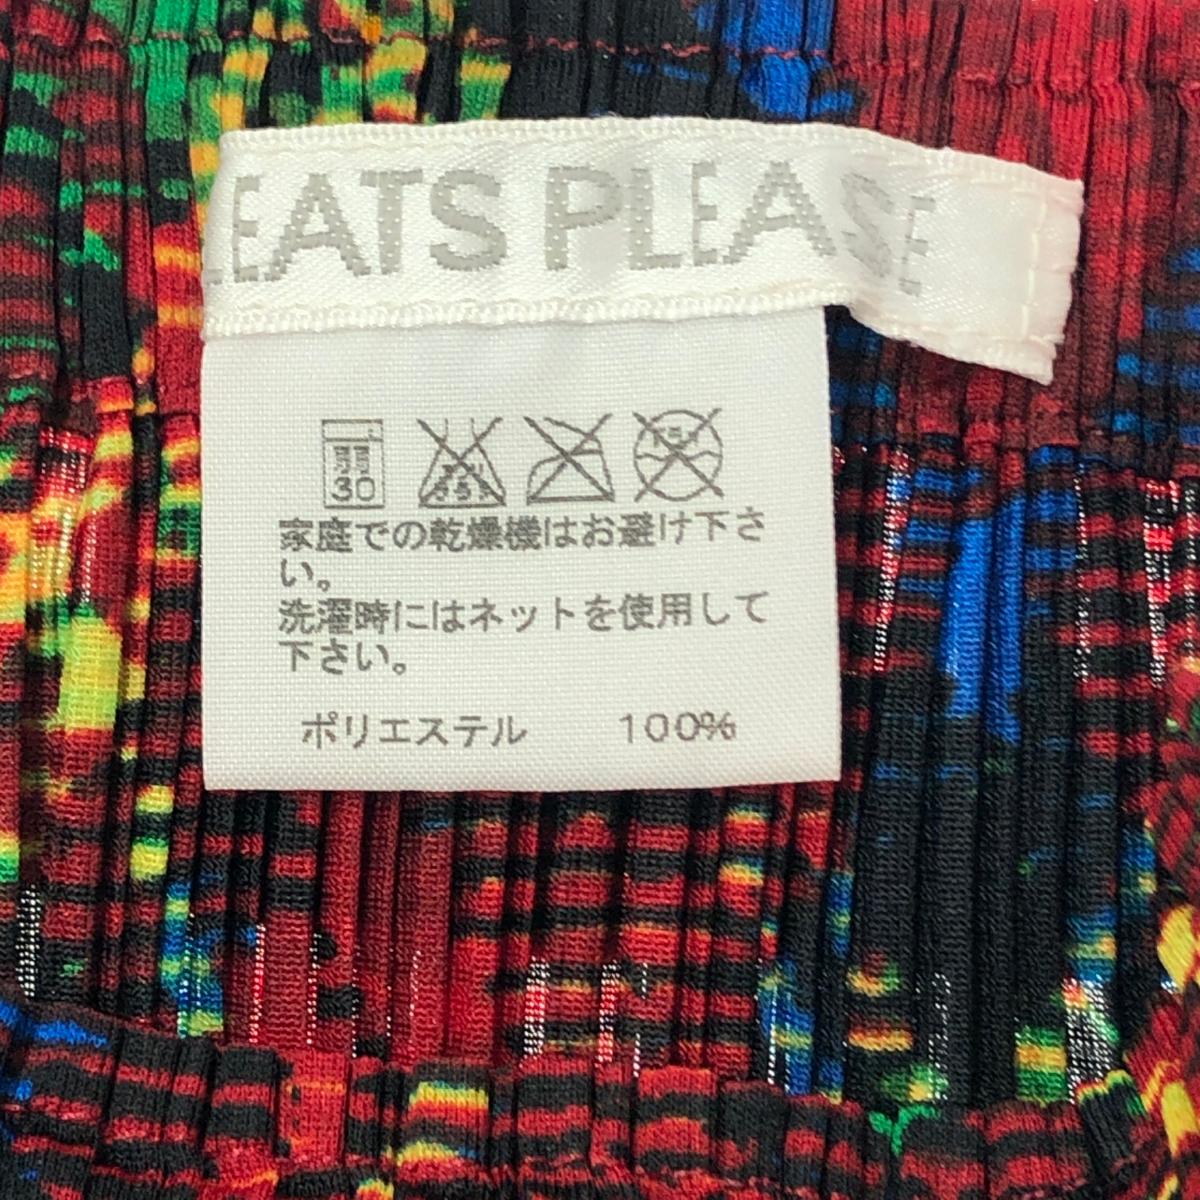 LEATS PLEASE
30
家庭での乾燥機はお避け下さ
い。
洗濯時にはネットを使用して
下さい。
ポリエステル 100%